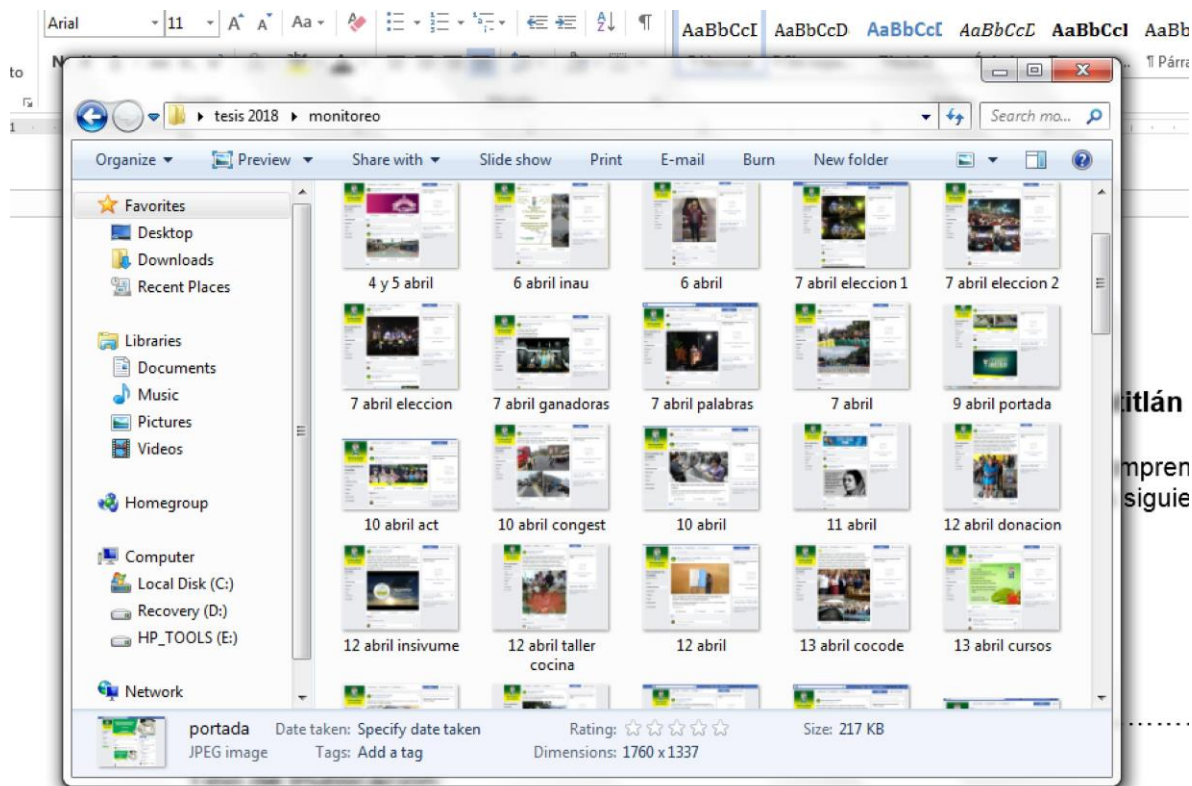 Arial 11 Aa
AaBbCcI AaBbCcD AaBbCcI AaBbCcL AaBbCcI AaBb
to
N
¶ Párra
1
tesis 2018 monitoreo Search mo...
Organize Preview Share with Slide show Print E-mail Burn New folder
Favorites
Desktop
Downloads
Recent Places
Libraries
Documents
Music
Pictures
Videos
Homegroup
Computer
Local Disk (C:)
Recovery (D:)
HP_TOOLS (E:)
Network
4 y 5 abril 6 abril inau 6 abril 7 abril eleccion 1 7 abril eleccion 2
7 abril eleccion 7 abril ganadoras 7 abril palabras 7 abril 9 abril portada
10 abril act 10 abril congest 10 abril 11 abril 12 abril donacion
12 abril insivume 12 abril taller cocina 12 abril 13 abril cocode 13 abril cursos
titlán
mpren
siguie
portada Date taken: Specify date taken Rating: Size: 217 KB
JPEG image Tags: Add a tag Dimensions: 1760 x 1337